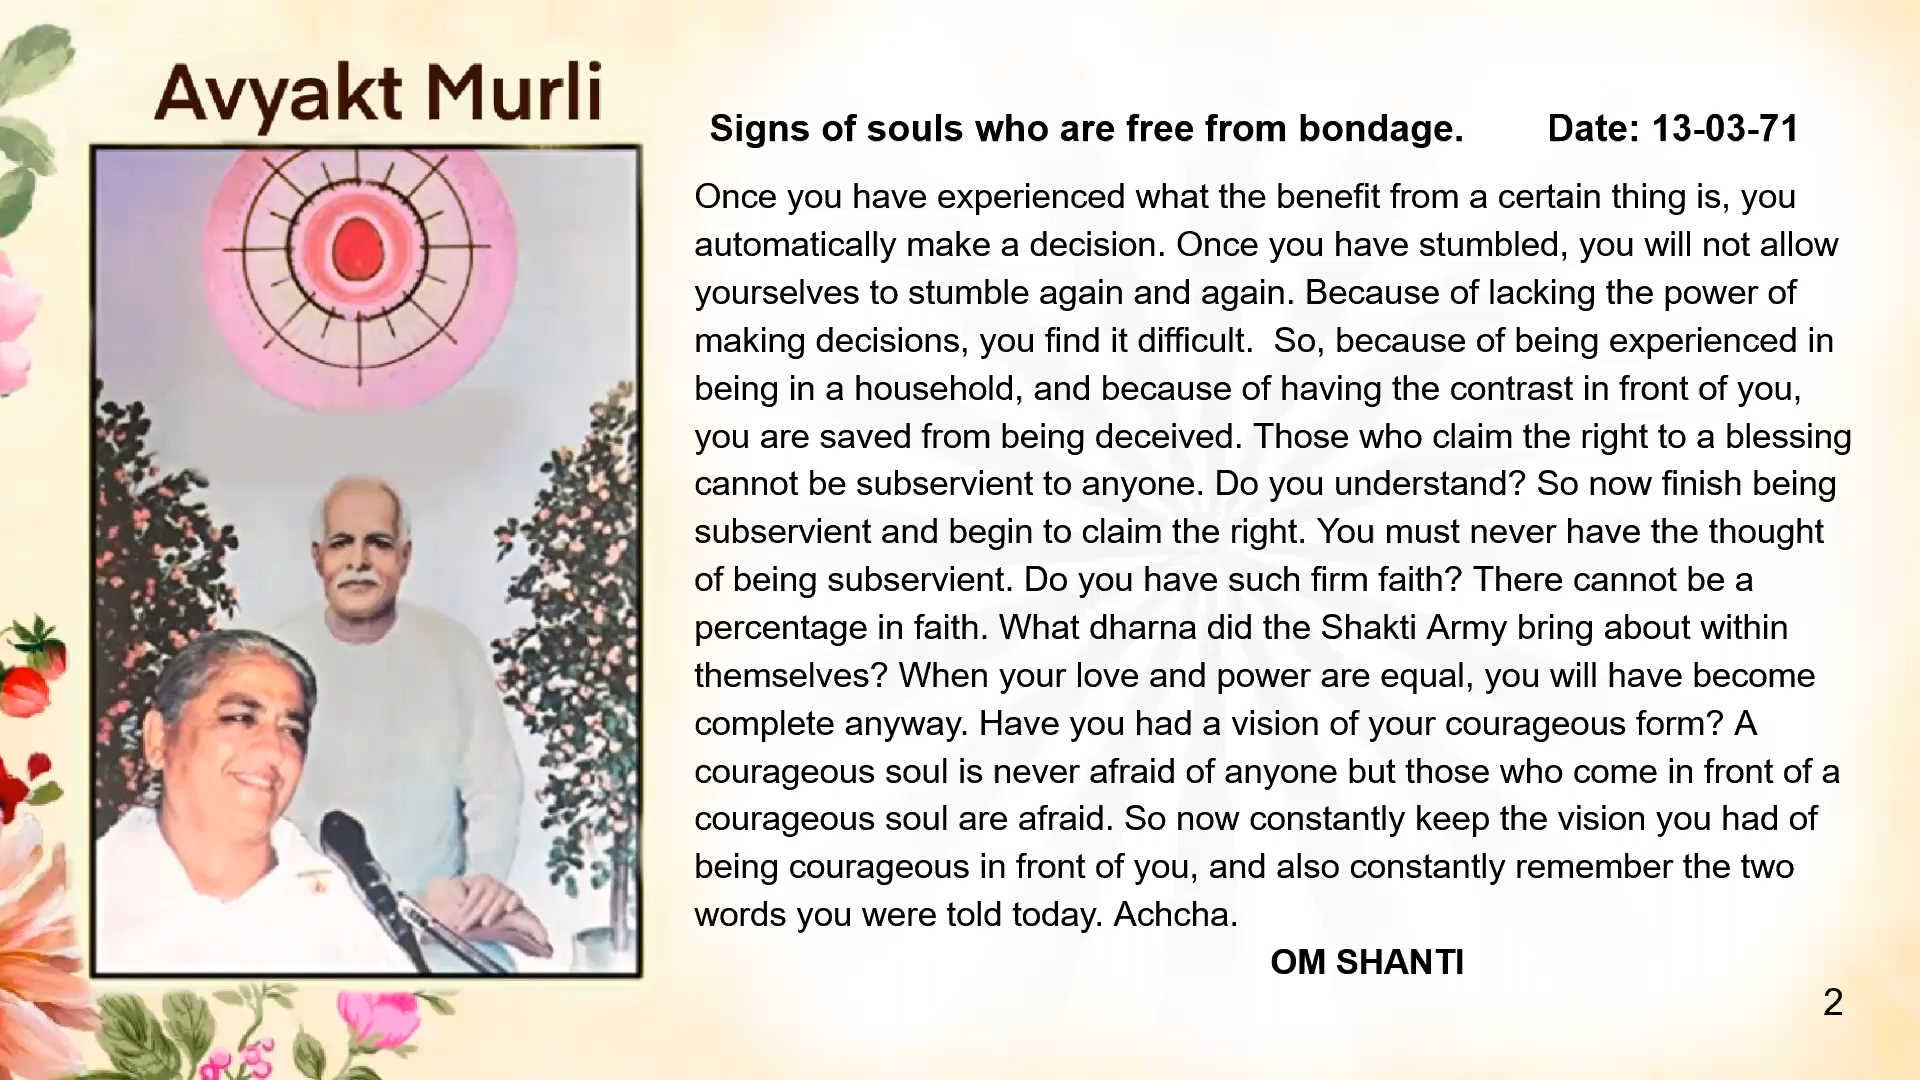 Avyakt Murli
Signs of souls who are free from bondage. Date: 13-03-71
Once you have experienced what the benefit from a certain thing is, you
automatically make a decision. Once you have stumbled, you will not allow
yourselves to stumble again and again. Because of lacking the power of
making decisions, you find it difficult.  So, because of being experienced in
being in a household, and because of having the contrast in front of you,
you are saved from being deceived. Those who claim the right to a blessing
cannot be subservient to anyone. Do you understand? So now finish being
subservient and begin to claim the right. You must never have the thought
of being subservient. Do you have such firm faith? There cannot be a
percentage in faith. What dharna did the Shakti Army bring about within
themselves? When your love and power are equal, you will have become
complete anyway. Have you had a vision of your courageous form? A
courageous soul is never afraid of anyone but those who come in front of a
courageous soul are afraid. So now constantly keep the vision you had of
being courageous in front of you, and also constantly remember the two
words you were told today. Achcha.
OM SHANTI
2